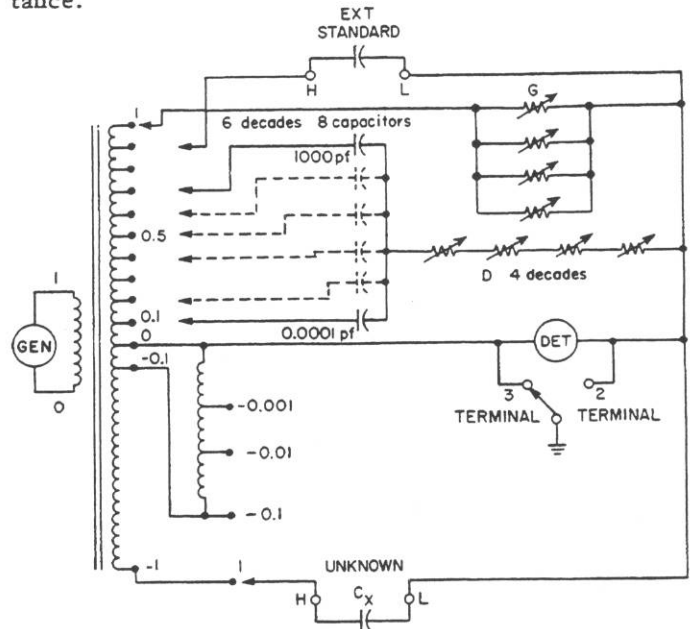 tance.
EXT
STANDARD
H L
1
6 decades 8 capacitors
G
1000 pf
0.5
D 4 decades
0.1
0
0.0001 pf
-0.1
1
GEN
0
DET
3 2
TERMINAL TERMINAL
-0.001
-0.01
-0.1
-1
1
UNKNOWN
H Cx L